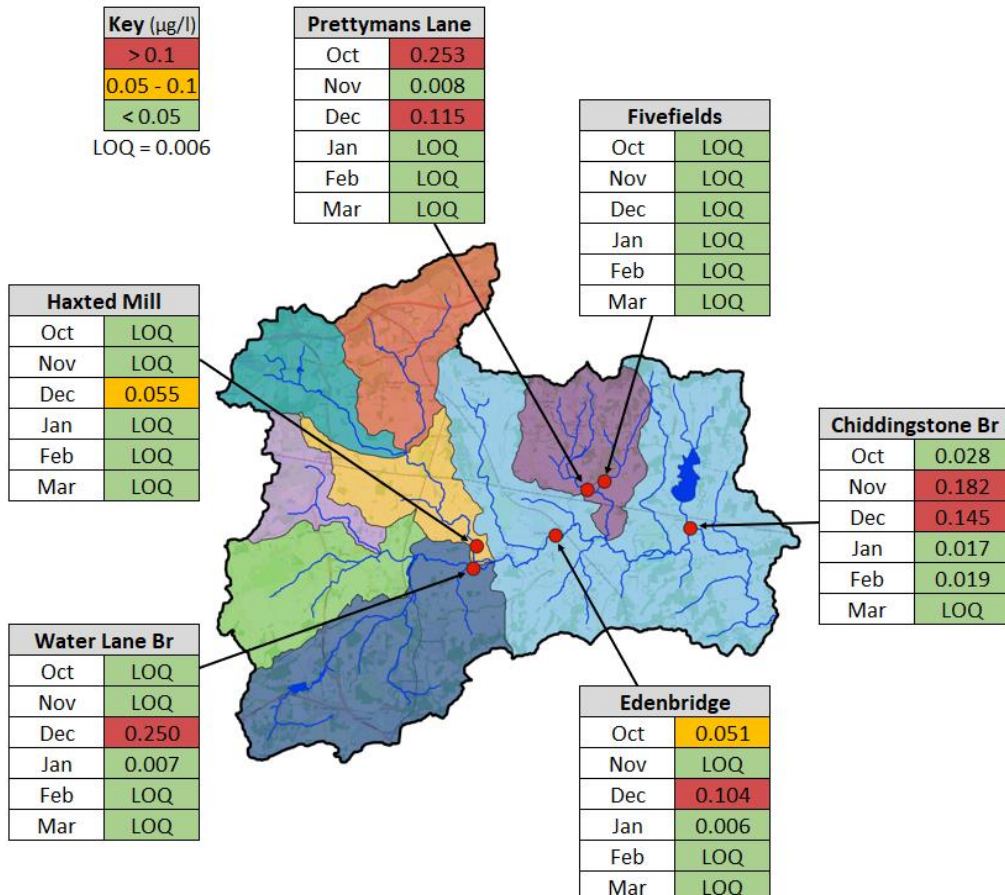 Key (µg/l)
> 0.1
0.05 - 0.1
< 0.05
LOQ = 0.006
Prettymans Lane
Oct 0.253
Nov 0.008
Dec 0.115
Jan LOQ
Feb LOQ
Mar LOQ
Fivefields
Oct LOQ
Nov LOQ
Dec LOQ
Jan LOQ
Feb LOQ
Mar LOQ
Haxted Mill
Oct LOQ
Nov LOQ
Dec 0.055
Jan LOQ
Feb LOQ
Mar LOQ
Chiddingstone Br
Oct 0.028
Nov 0.182
Dec 0.145
Jan 0.017
Feb 0.019
Mar LOQ
Water Lane Br
Oct LOQ
Nov LOQ
Dec 0.250
Jan 0.007
Feb LOQ
Mar LOQ
Edenbridge
Oct 0.051
Nov LOQ
Dec 0.104
Jan 0.006
Feb LOQ
Mar LOQ